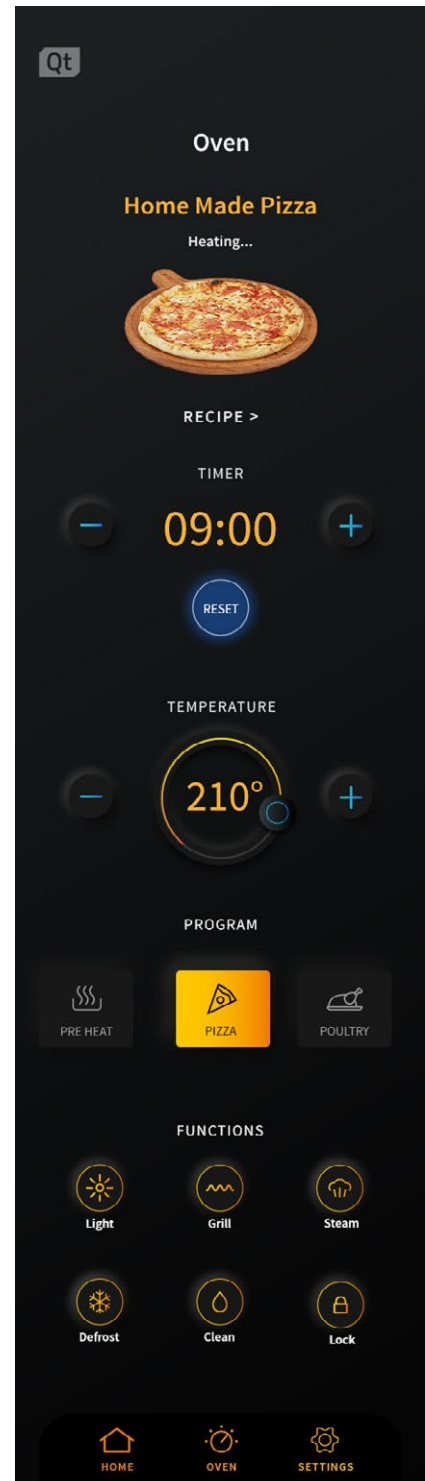 Qt
Oven
Home Made Pizza
Heating...
RECIPE >
TIMER
− 09:00 +
RESET
TEMPERATURE
− 210° +
PROGRAM
PRE HEAT PIZZA POULTRY
FUNCTIONS
Light Grill Steam
Defrost Clean Lock
HOME OVEN SETTINGS